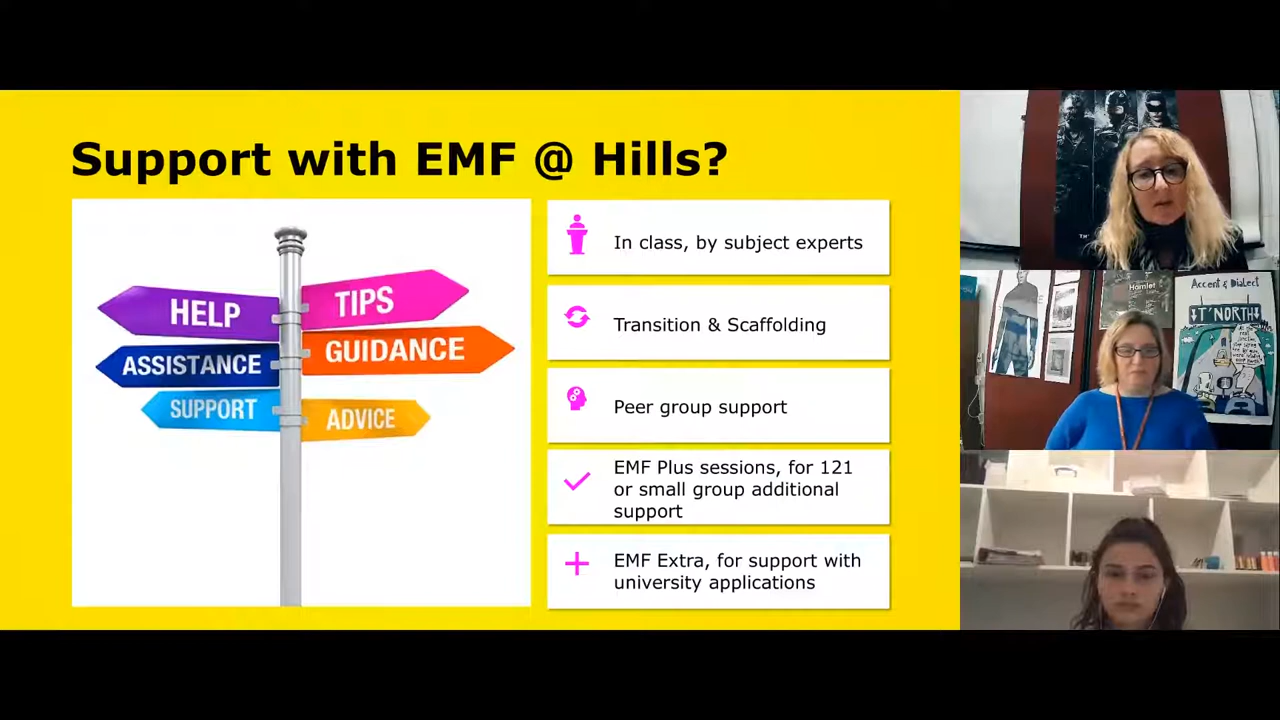 Support with EMF @ Hills?
HELP
TIPS
ASSISTANCE
GUIDANCE
SUPPORT
ADVICE
In class, by subject experts
Transition & Scaffolding
Peer group support
EMF Plus sessions, for 121
or small group additional
support
EMF Extra, for support with
university applications
Hamlet
Accent & Dialect
T'NORTH